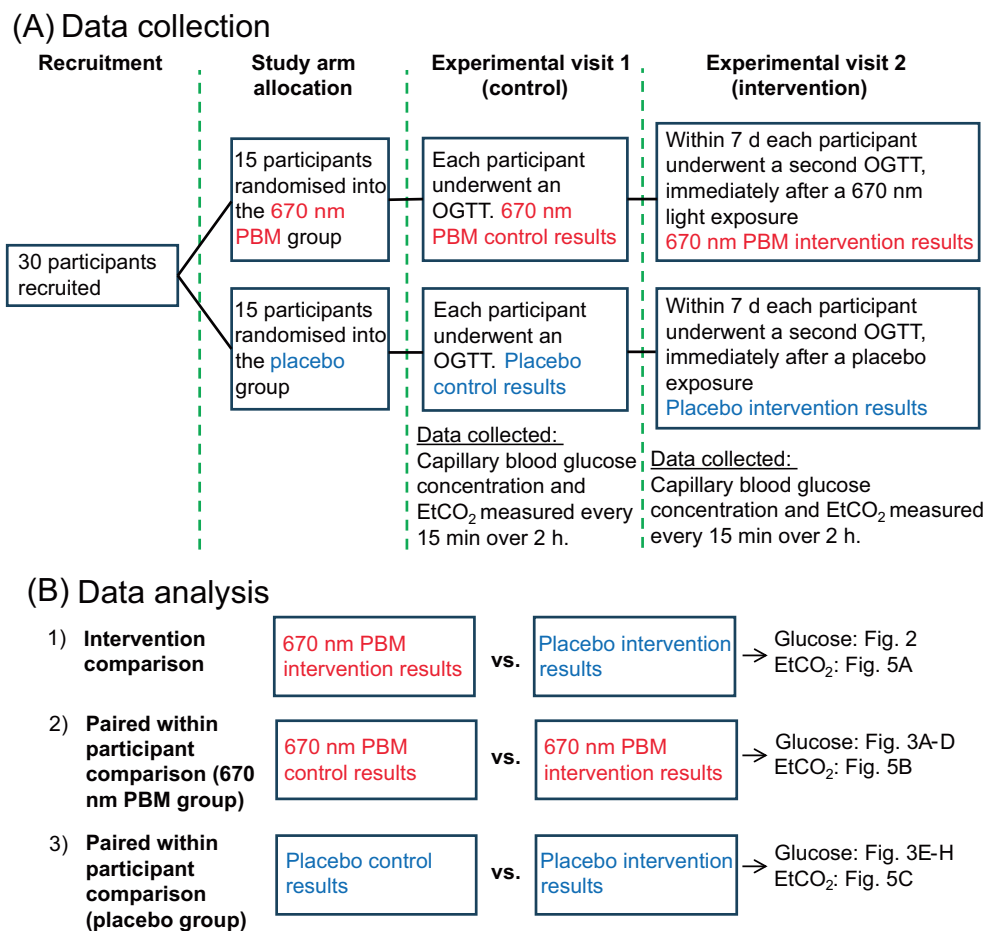 (A) Data collection
Recruitment
Study arm
allocation
Experimental visit 1
(control)
Experimental visit 2
(intervention)
30 participants
recruited
15 participants
randomised into
the 670 nm
PBM group
Each participant
underwent an
OGTT. 670 nm
PBM control results
Within 7 d each participant
underwent a second OGTT,
immediately after a 670 nm
light exposure
670 nm PBM intervention results
15 participants
randomised into
the placebo
group
Each participant
underwent an
OGTT. Placebo
control results
Within 7 d each participant
underwent a second OGTT,
immediately after a placebo
exposure
Placebo intervention results
Data collected:
Capillary blood glucose
concentration and
EtCO₂ measured every
15 min over 2 h.
Data collected:
Capillary blood glucose
concentration and EtCO₂ measured
every 15 min over 2 h.
(B) Data analysis
1) Intervention
comparison
670 nm PBM
intervention results
vs.
Placebo intervention
results
Glucose: Fig. 2
EtCO₂: Fig. 5A
2) Paired within
participant
comparison (670
nm PBM group)
670 nm PBM
control results
vs.
670 nm PBM
intervention results
Glucose: Fig. 3A-D
EtCO₂: Fig. 5B
3) Paired within
participant
comparison
(placebo group)
Placebo control
results
vs.
Placebo intervention
results
Glucose: Fig. 3E-H
EtCO₂: Fig. 5C